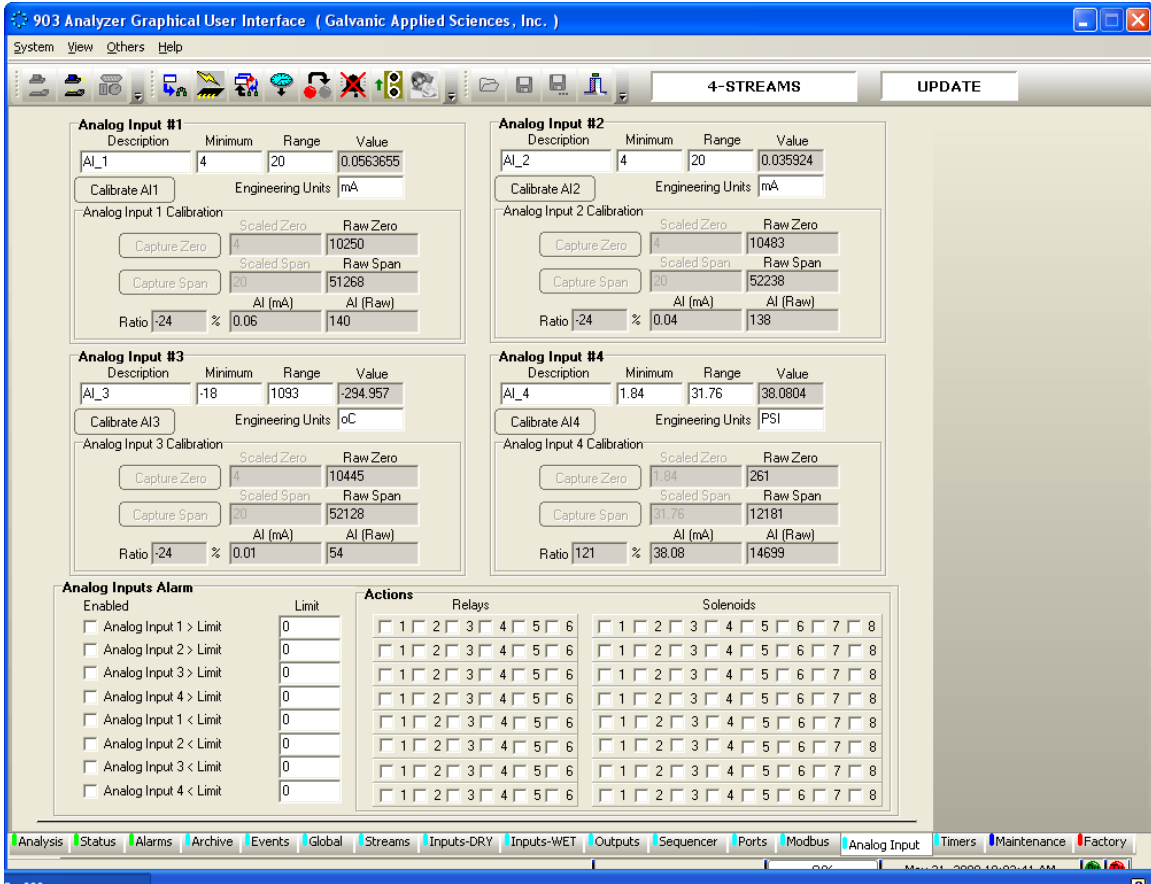 903 Analyzer Graphical User Interface ( Galvanic Applied Sciences, Inc. )
System View Others Help
4-STREAMS UPDATE
Analog Input #1
Description Minimum Range Value
AI_1 4 20 0.0563655
Calibrate AI1 Engineering Units mA
Analog Input 1 Calibration
Scaled Zero Raw Zero
Capture Zero 4 10250
Scaled Span Raw Span
Capture Span 20 51268
AI (mA) AI (Raw)
Ratio -24 % 0.06 140
Analog Input #2
Description Minimum Range Value
AI_2 4 20 0.035924
Calibrate AI2 Engineering Units mA
Analog Input 2 Calibration
Scaled Zero Raw Zero
Capture Zero 4 10483
Scaled Span Raw Span
Capture Span 20 52238
AI (mA) AI (Raw)
Ratio -24 % 0.04 138
Analog Input #3
Description Minimum Range Value
AI_3 -18 1093 -294.957
Calibrate AI3 Engineering Units oC
Analog Input 3 Calibration
Scaled Zero Raw Zero
Capture Zero 4 10445
Scaled Span Raw Span
Capture Span 20 52128
AI (mA) AI (Raw)
Ratio -24 % 0.01 54
Analog Input #4
Description Minimum Range Value
AI_4 1.84 31.76 38.0804
Calibrate AI4 Engineering Units PSI
Analog Input 4 Calibration
Scaled Zero Raw Zero
Capture Zero 1.84 261
Scaled Span Raw Span
Capture Span 31.76 12181
AI (mA) AI (Raw)
Ratio 121 % 38.08 14699
Analog Inputs Alarm
Actions
Enabled Limit Relays Solenoids
Analog Input 1 > Limit 0 1 2 3 4 5 6 1 2 3 4 5 6 7 8
Analog Input 2 > Limit 0 1 2 3 4 5 6 1 2 3 4 5 6 7 8
Analog Input 3 > Limit 0 1 2 3 4 5 6 1 2 3 4 5 6 7 8
Analog Input 4 > Limit 0 1 2 3 4 5 6 1 2 3 4 5 6 7 8
Analog Input 1 < Limit 0 1 2 3 4 5 6 1 2 3 4 5 6 7 8
Analog Input 2 < Limit 0 1 2 3 4 5 6 1 2 3 4 5 6 7 8
Analog Input 3 < Limit 0 1 2 3 4 5 6 1 2 3 4 5 6 7 8
Analog Input 4 < Limit 0 1 2 3 4 5 6 1 2 3 4 5 6 7 8
Analysis Status Alarms Archive Events Global Streams Inputs-DRY Inputs-WET Outputs Sequencer Ports Modbus Analog Input Timers Maintenance Factory